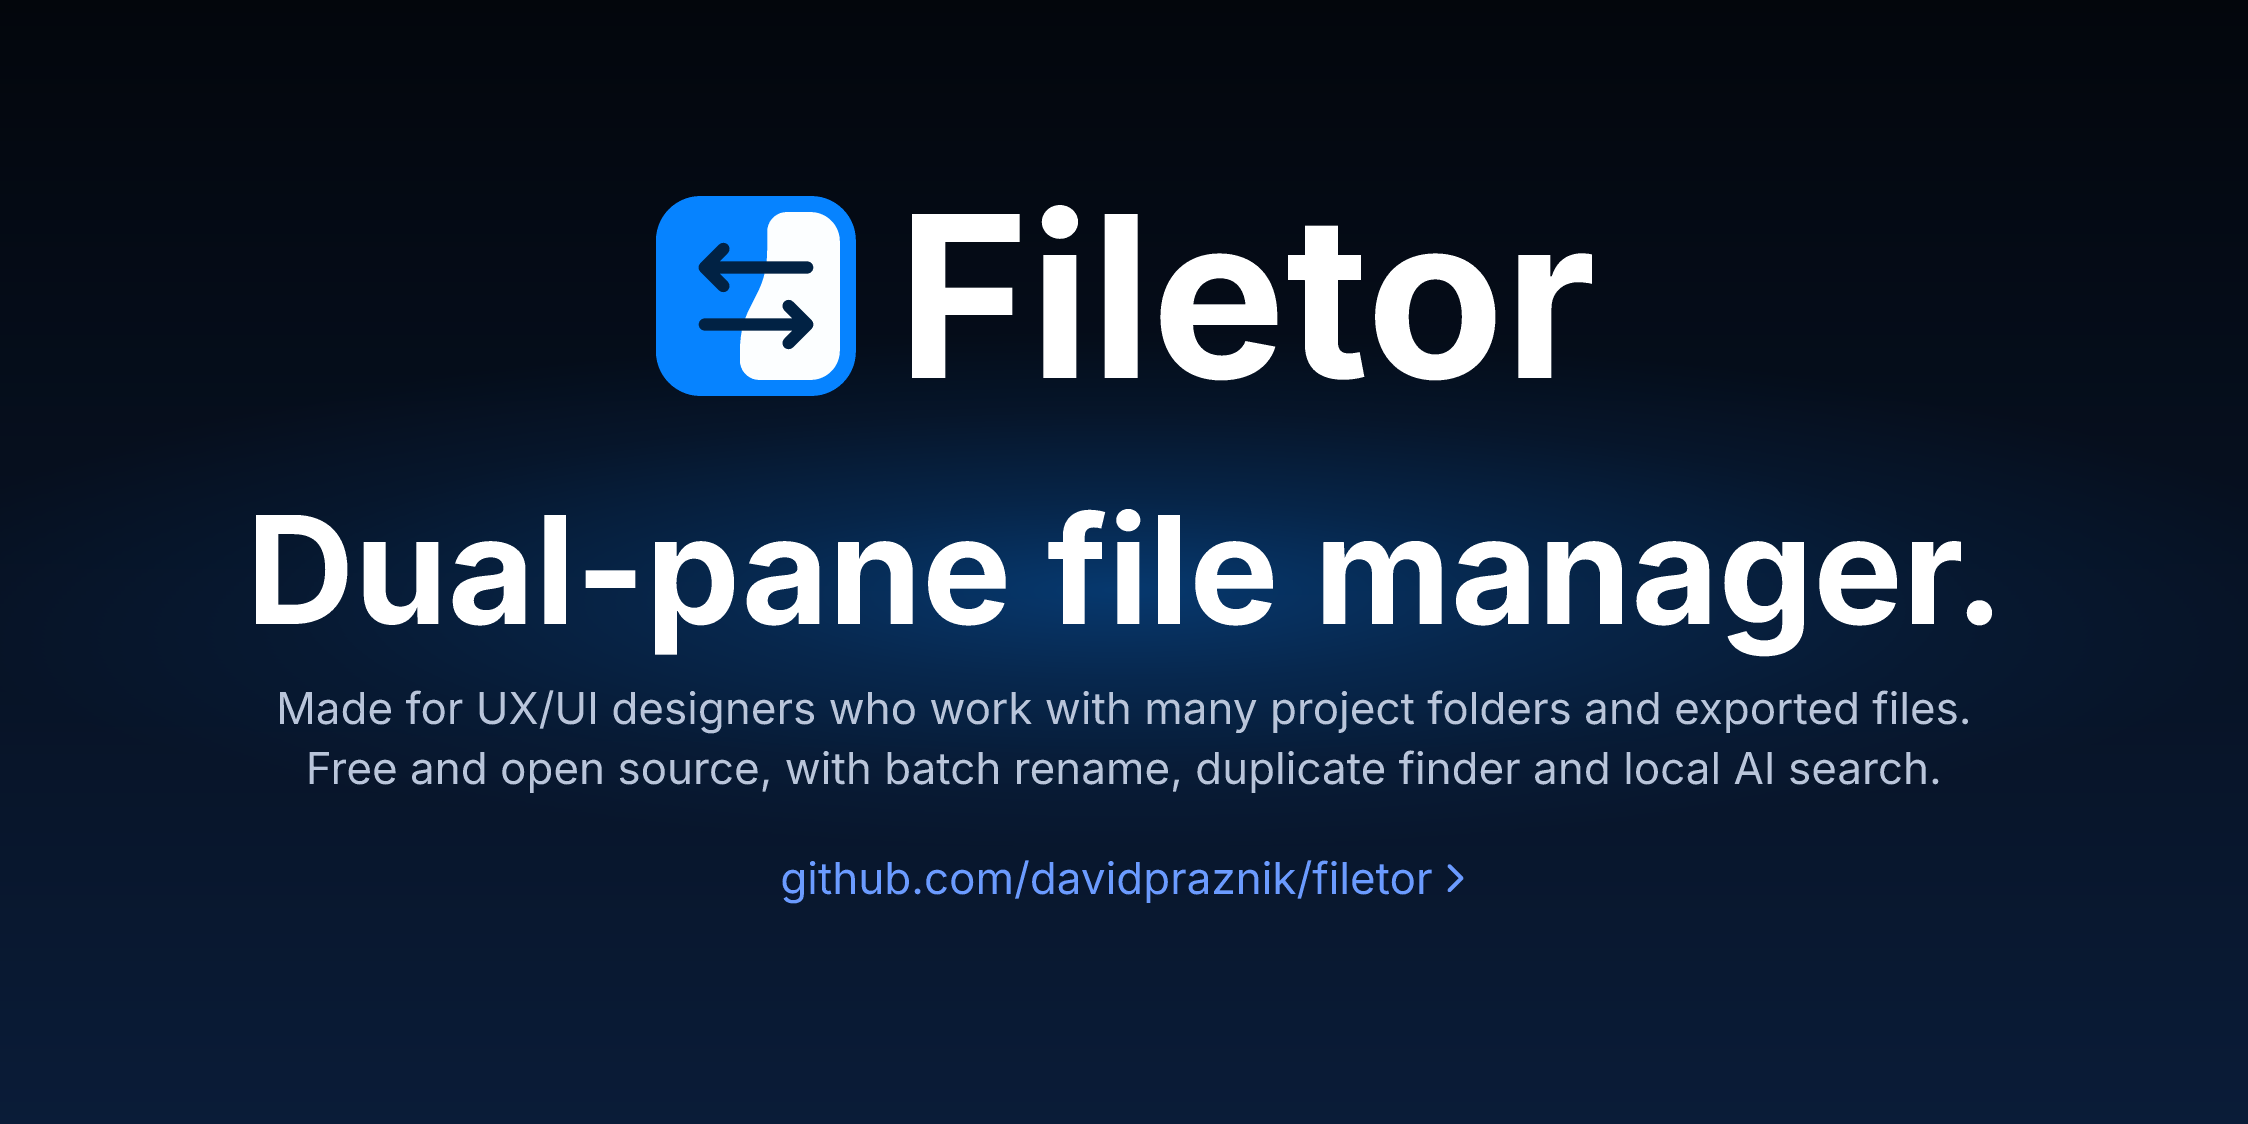 Filetor
Dual-pane file manager.
Made for UX/UI designers who work with many project folders and exported files.
Free and open source, with batch rename, duplicate finder and local AI search.
github.com/davidpraznik/filetor >